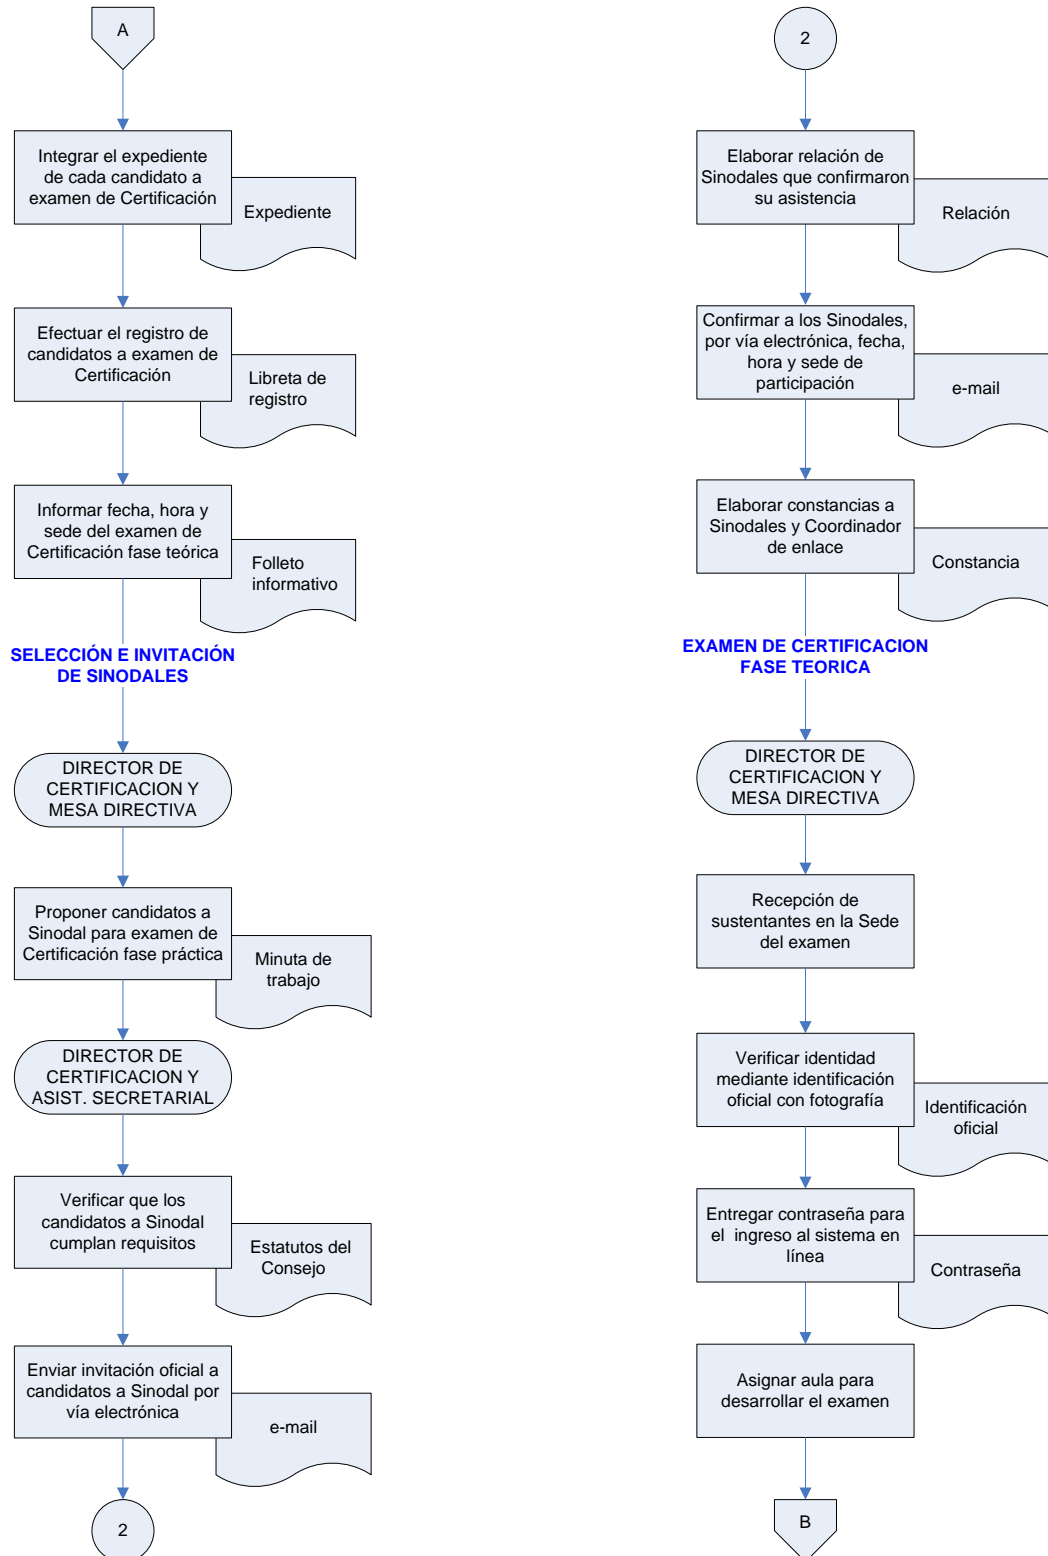 A
Integrar el expediente
de cada candidato a
examen de Certificación
Expediente
Efectuar el registro de
candidatos a examen de
Certificación
Libreta de
registro
Informar fecha, hora y
sede del examen de
Certificación fase teórica
Folleto
informativo
SELECCIÓN E INVITACIÓN
DE SINODALES
DIRECTOR DE
CERTIFICACION Y
MESA DIRECTIVA
Proponer candidatos a
Sinodal para examen de
Certificación fase práctica
Minuta de
trabajo
DIRECTOR DE
CERTIFICACION Y
ASIST. SECRETARIAL
Verificar que los
candidatos a Sinodal
cumplan requisitos
Estatutos del
Consejo
Enviar invitación oficial a
candidatos a Sinodal por
vía electrónica
e-mail
2
2
Elaborar relación de
Sinodales que confirmaron
su asistencia
Relación
Confirmar a los Sinodales,
por vía electrónica, fecha,
hora y sede de
participación
e-mail
Elaborar constancias a
Sinodales y Coordinador
de enlace
Constancia
EXAMEN DE CERTIFICACION
FASE TEORICA
DIRECTOR DE
CERTIFICACION Y
MESA DIRECTIVA
Recepción de
sustentantes en la Sede
del examen
Verificar identidad
mediante identificación
oficial con fotografía
Identificación
oficial
Entregar contraseña para
el ingreso al sistema en
línea
Contraseña
Asignar aula para
desarrollar el examen
B